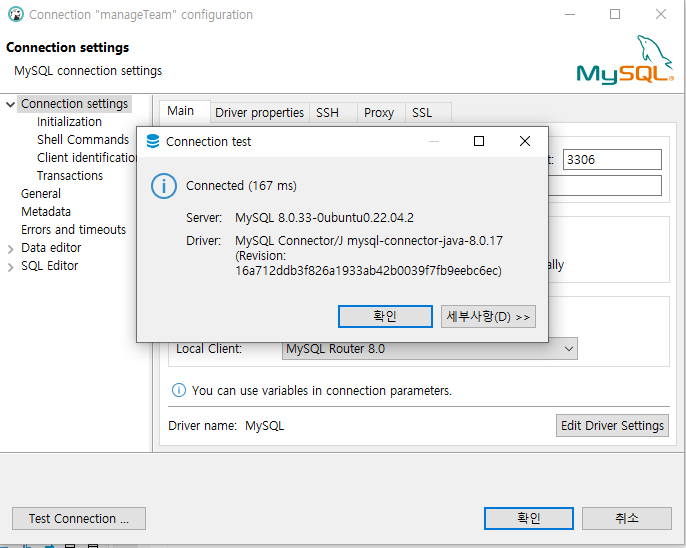 Connection "manageTeam" configuration
Connection settings
MySQL connection settings
MySQL®
Connection settings
Initialization
Shell Commands
Client identificatio
Transactions
General
Metadata
Errors and timeouts
Data editor
SQL Editor
Main
Driver properties
SSH
Proxy
SSL
t:
3306
ally
Connection test
Connected (167 ms)
Server: MySQL 8.0.33-0ubuntu0.22.04.2
Driver: MySQL Connector/J mysql-connector-java-8.0.17
(Revision:
16a712ddb3f826a1933ab42b0039f7fb9eebc6ec)
확인
세부사항(D) >>
Local Client: MySQL Router 8.0
You can use variables in connection parameters.
Driver name: MySQL
Edit Driver Settings
Test Connection ...
확인
취소